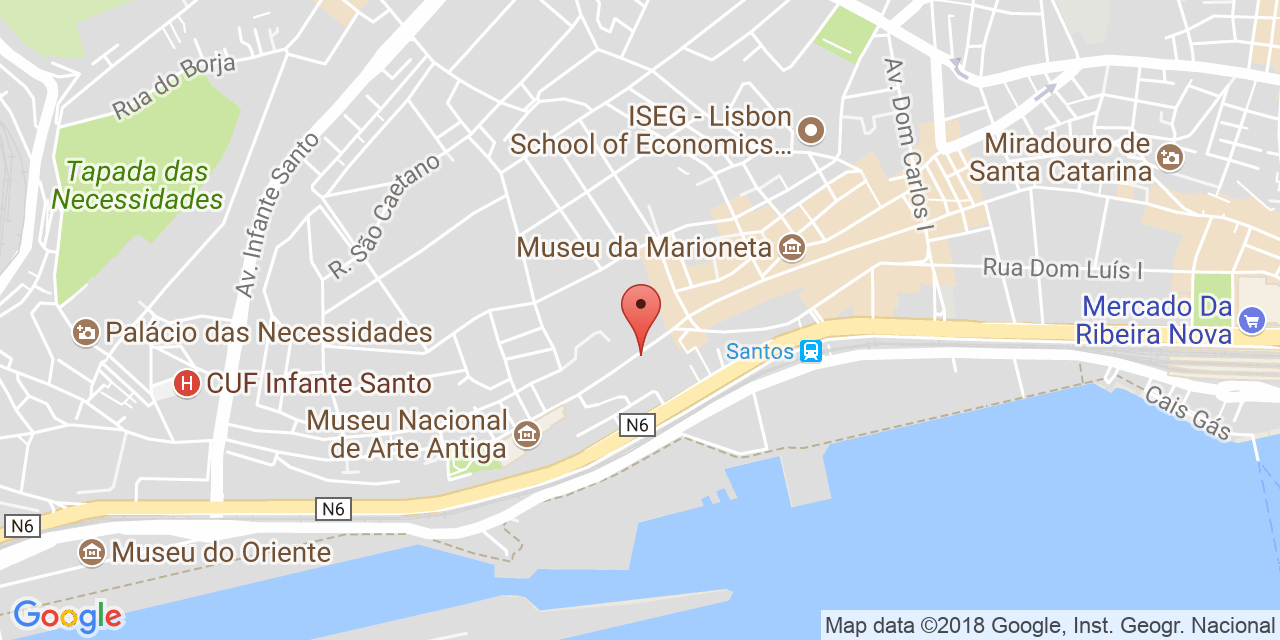 Rua do Borja
Av. Infante Santo
R. São Caetano
Tapada das
Necessidades
ISEG - Lisbon
School of Economics...
Av. Dom Carlos I
Miradouro de
Santa Catarina
Museu da Marioneta
Rua Dom Luís I
Mercado Da
Ribeira Nova
Palácio das Necessidades
Santos
H CUF Infante Santo
Museu Nacional
de Arte Antiga
N6
Cais Gás
N6
N6
Museu do Oriente
Google
Map data ©2018 Google, Inst. Geogr. Nacional